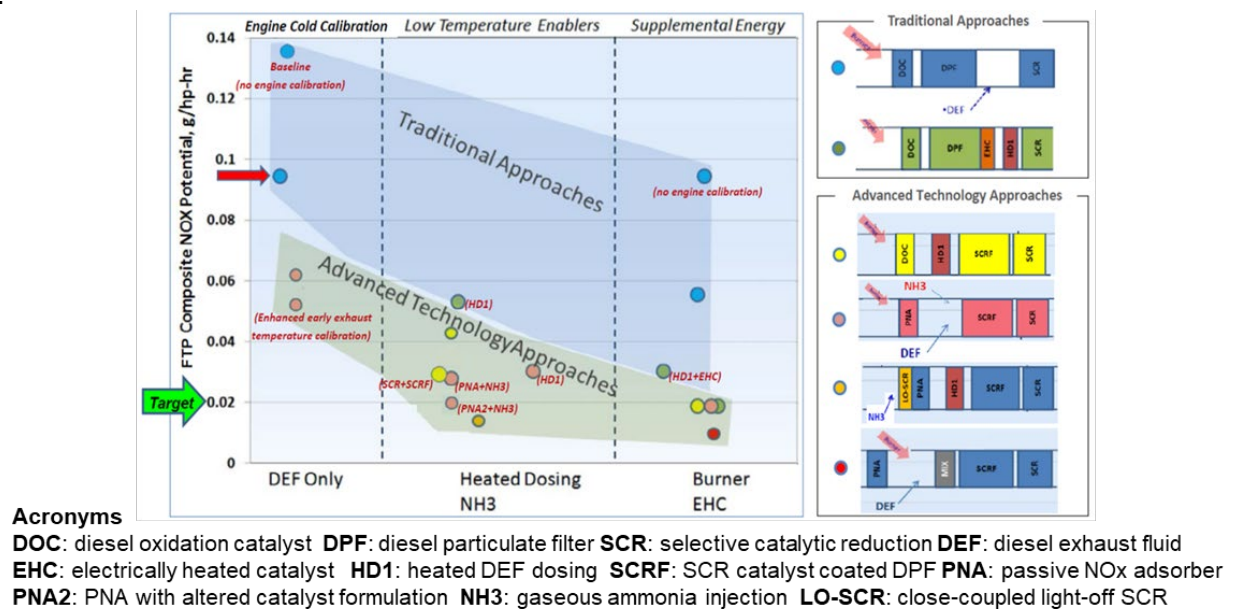 Engine Cold Calibration Low Temperature Enablers Supplemental Energy
FTP Composite NOX Potential, g/hp-hr
0.14
0.12
0.1
0.08
0.06
0.04
0.02
0
Target
Baseline
(no engine calibration)
Traditional Approaches
(no engine calibration)
Advanced Technology Approaches
(Enhanced early exhaust
temperature calibration)
(HD1)
(SCR+SCRF)
(PNA+NH3)
(HD1)
(PNA2+NH3)
(HD1+EHC)
DEF Only
Heated Dosing
NH3
Burner
EHC
Traditional Approaches
Burner
DOC
DPF
SCR
•DEF
DOC
DPF
EHC
HD1
SCR
Advanced Technology Approaches
Burner
DOC
HD1
SCRF
SCR
NH3
Burner
PNA
SCRF
SCR
DEF
LO-SCR
PNA
HD1
SCRF
SCR
NH3
Burner
PNA
MIX
SCRF
SCR
DEF
Acronyms
DOC: diesel oxidation catalyst DPF: diesel particulate filter SCR: selective catalytic reduction DEF: diesel exhaust fluid
EHC: electrically heated catalyst HD1: heated DEF dosing SCRF: SCR catalyst coated DPF PNA: passive NOx adsorber
PNA2: PNA with altered catalyst formulation NH3: gaseous ammonia injection LO-SCR: close-coupled light-off SCR